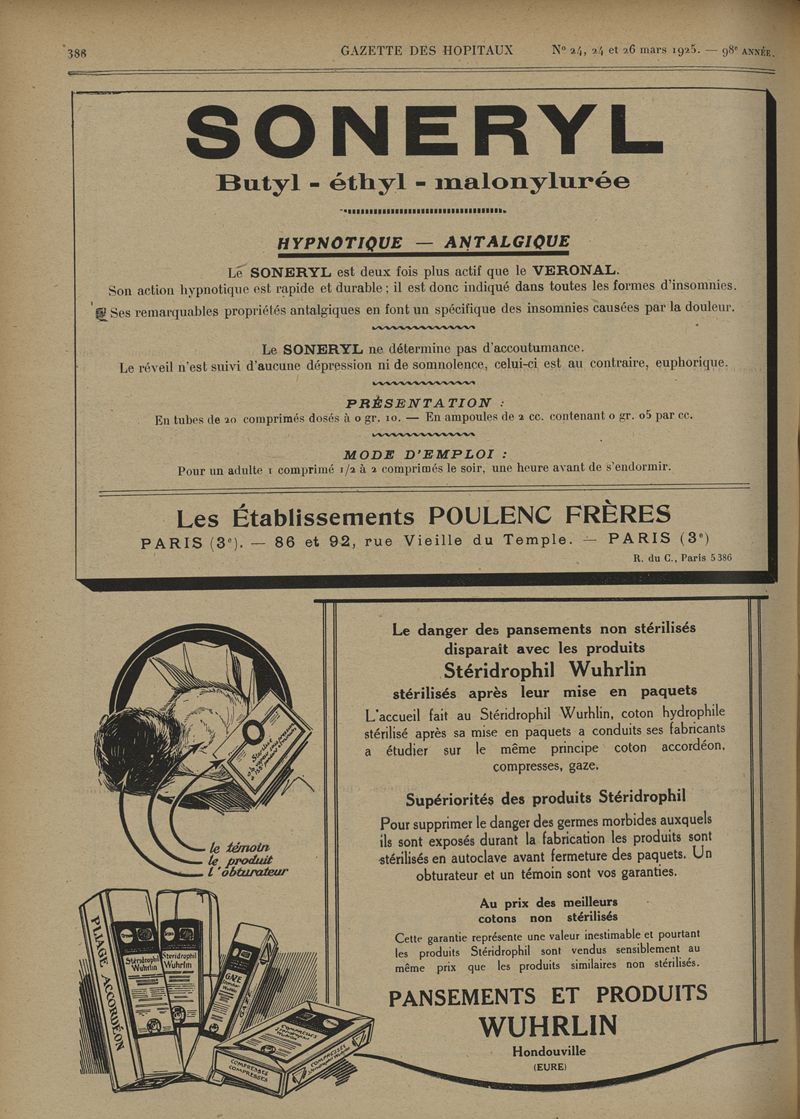 388
GAZETTE DES HOPITAUX
N° 24, 24 et 26 mars 1925. — 98e ANNÉE.
SONERYL
Butyl - éthyl - malonylurée
HYPNOTIQUE — ANTALGIQUE
Le SONERYL est deux fois plus actif que le VERONAL.
Son action hypnotique est rapide et durable; il est donc indiqué dans toutes les formes d'insomnies.
Ses remarquables propriétés antalgiques en font un spécifique des insomnies causées par la douleur.
Le SONERYL ne détermine pas d'accoutumance.
Le réveil n'est suivi d'aucune dépression ni de somnolence, celui-ci est au contraire, euphorique.
PRÉSENTATION :
En tubes de 20 comprimés dosés à 0 gr. 10. — En ampoules de 2 cc. contenant 0 gr. 05 par cc.
MODE D'EMPLOI :
Pour un adulte 1 comprimé 1/2 à 2 comprimés le soir, une heure avant de s'endormir.
Les Établissements POULENC FRÈRES
PARIS (3e). — 86 et 92, rue Vieille du Temple. — PARIS (3e)
R. du C., Paris 5386
le témoin
le produit
l'obturateur
PLIAGE ACCORDÉON
Stéridrophil
Wuhrlin
Stéridrophil
Wuhrlin
GAZE
GAZE
COMPRESSES
COMPRESSES
COMPRESSES
COMPRESSES
Le danger des pansements non stérilisés
disparaît avec les produits
Stéridrophil Wuhrlin
stérilisés après leur mise en paquets
L'accueil fait au Stéridrophil Wurhlin, coton hydrophile
stérilisé après sa mise en paquets a conduit ses fabricants
a étudier sur le même principe coton accordéon,
compresses, gaze.
Supériorités des produits Stéridrophil
Pour supprimer le danger des germes morbides auxquels
ils sont exposés durant la fabrication les produits sont
stérilisés en autoclave avant fermeture des paquets. Un
obturateur et un témoin sont vos garanties.
Au prix des meilleurs
cotons non stérilisés
Cette garantie représente une valeur inestimable et pourtant
les produits Stéridrophil sont vendus sensiblement au
même prix que les produits similaires non stérilisés.
PANSEMENTS ET PRODUITS
WUHRLIN
Hondouville
(EURE)